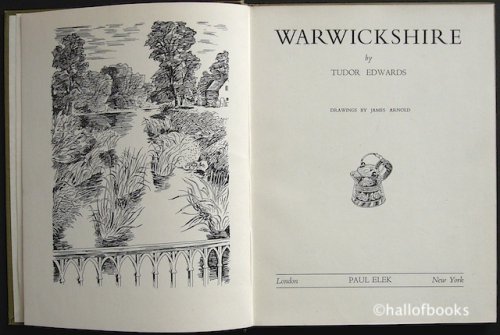 WARWICKSHIRE
by
TUDOR EDWARDS
DRAWINGS BY JAMES ARNOLD
London PAUL ELEK New York
©hallofbooks